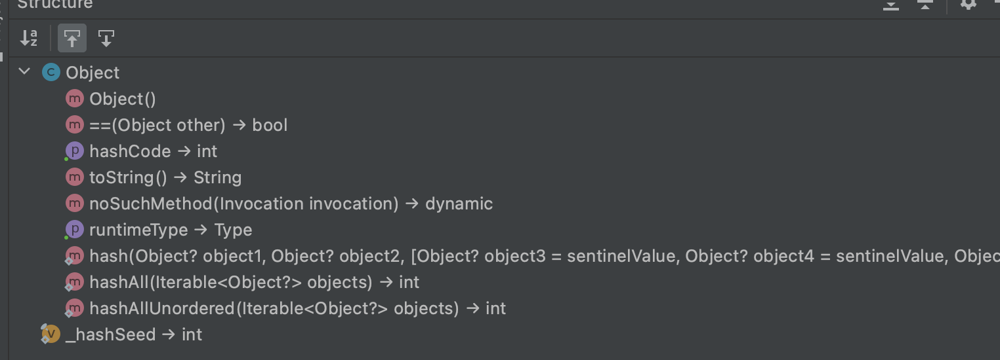 Structure
Object
Object()
==(Object other) → bool
hashCode → int
toString() → String
noSuchMethod(Invocation invocation) → dynamic
runtimeType → Type
hash(Object? object1, Object? object2, [Object? object3 = sentinelValue, Object? object4 = sentinelValue, Objec
hashAll(Iterable<Object?> objects) → int
hashAllUnordered(Iterable<Object?> objects) → int
_hashSeed → int